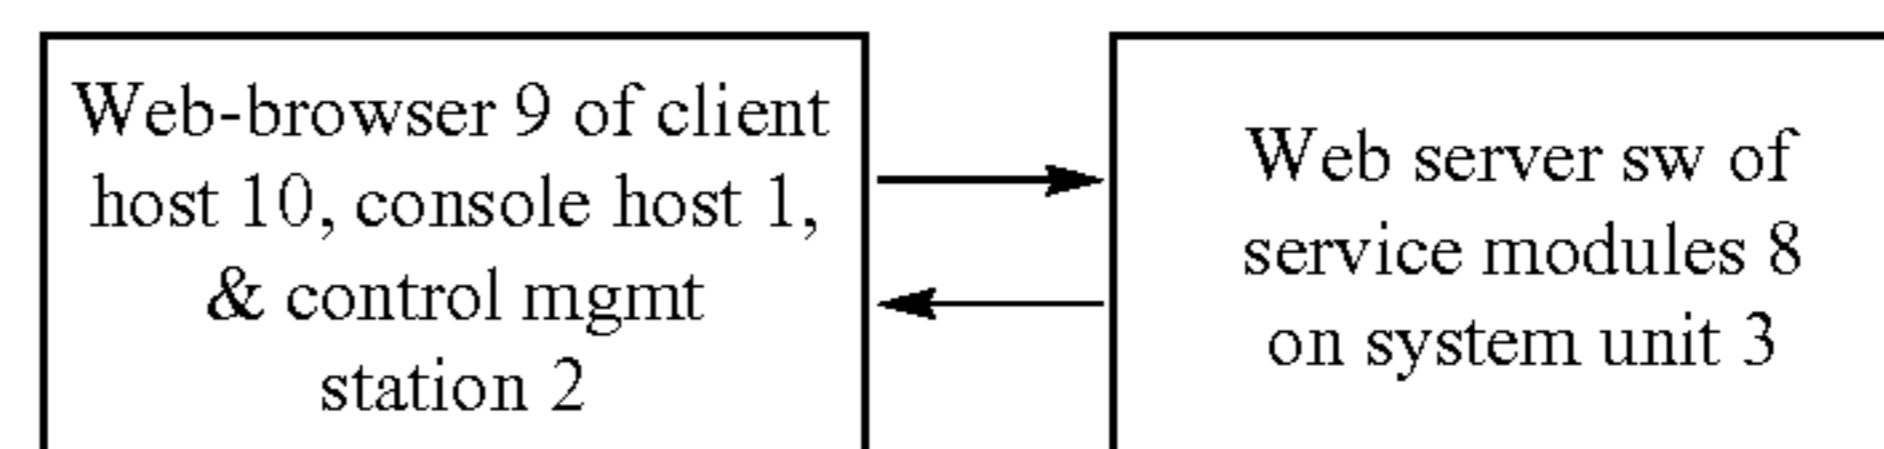 Web-browser 9 of client
host 10, console host 1,
& control mgmt
station 2
Web server sw of
service modules 8
on system unit 3